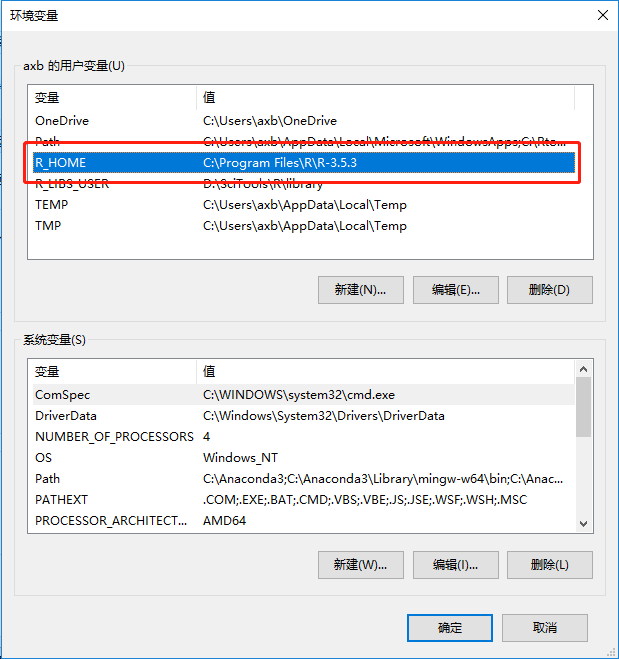 环境变量
axb 的用户变量(U)
变量 值
OneDrive C:\Users\axb\OneDrive
Path C:\Users\axb\AppData\Local\Microsoft\WindowsApps;C:\Rto...
R_HOME C:\Program Files\R\R-3.5.3
R_LIBS_USER D:\SciTools\R\library
TEMP C:\Users\axb\AppData\Local\Temp
TMP C:\Users\axb\AppData\Local\Temp
新建(N)... 编辑(E)... 删除(D)
系统变量(S)
变量 值
ComSpec C:\WINDOWS\system32\cmd.exe
DriverData C:\Windows\System32\Drivers\DriverData
NUMBER_OF_PROCESSORS 4
OS Windows_NT
Path C:\Anaconda3;C:\Anaconda3\Library\mingw-w64\bin;C:\Anac...
PATHEXT .COM;.EXE;.BAT;.CMD;.VBS;.VBE;.JS;.JSE;.WSF;.WSH;.MSC
PROCESSOR_ARCHITECT... AMD64
新建(W)... 编辑(I)... 删除(L)
确定 取消